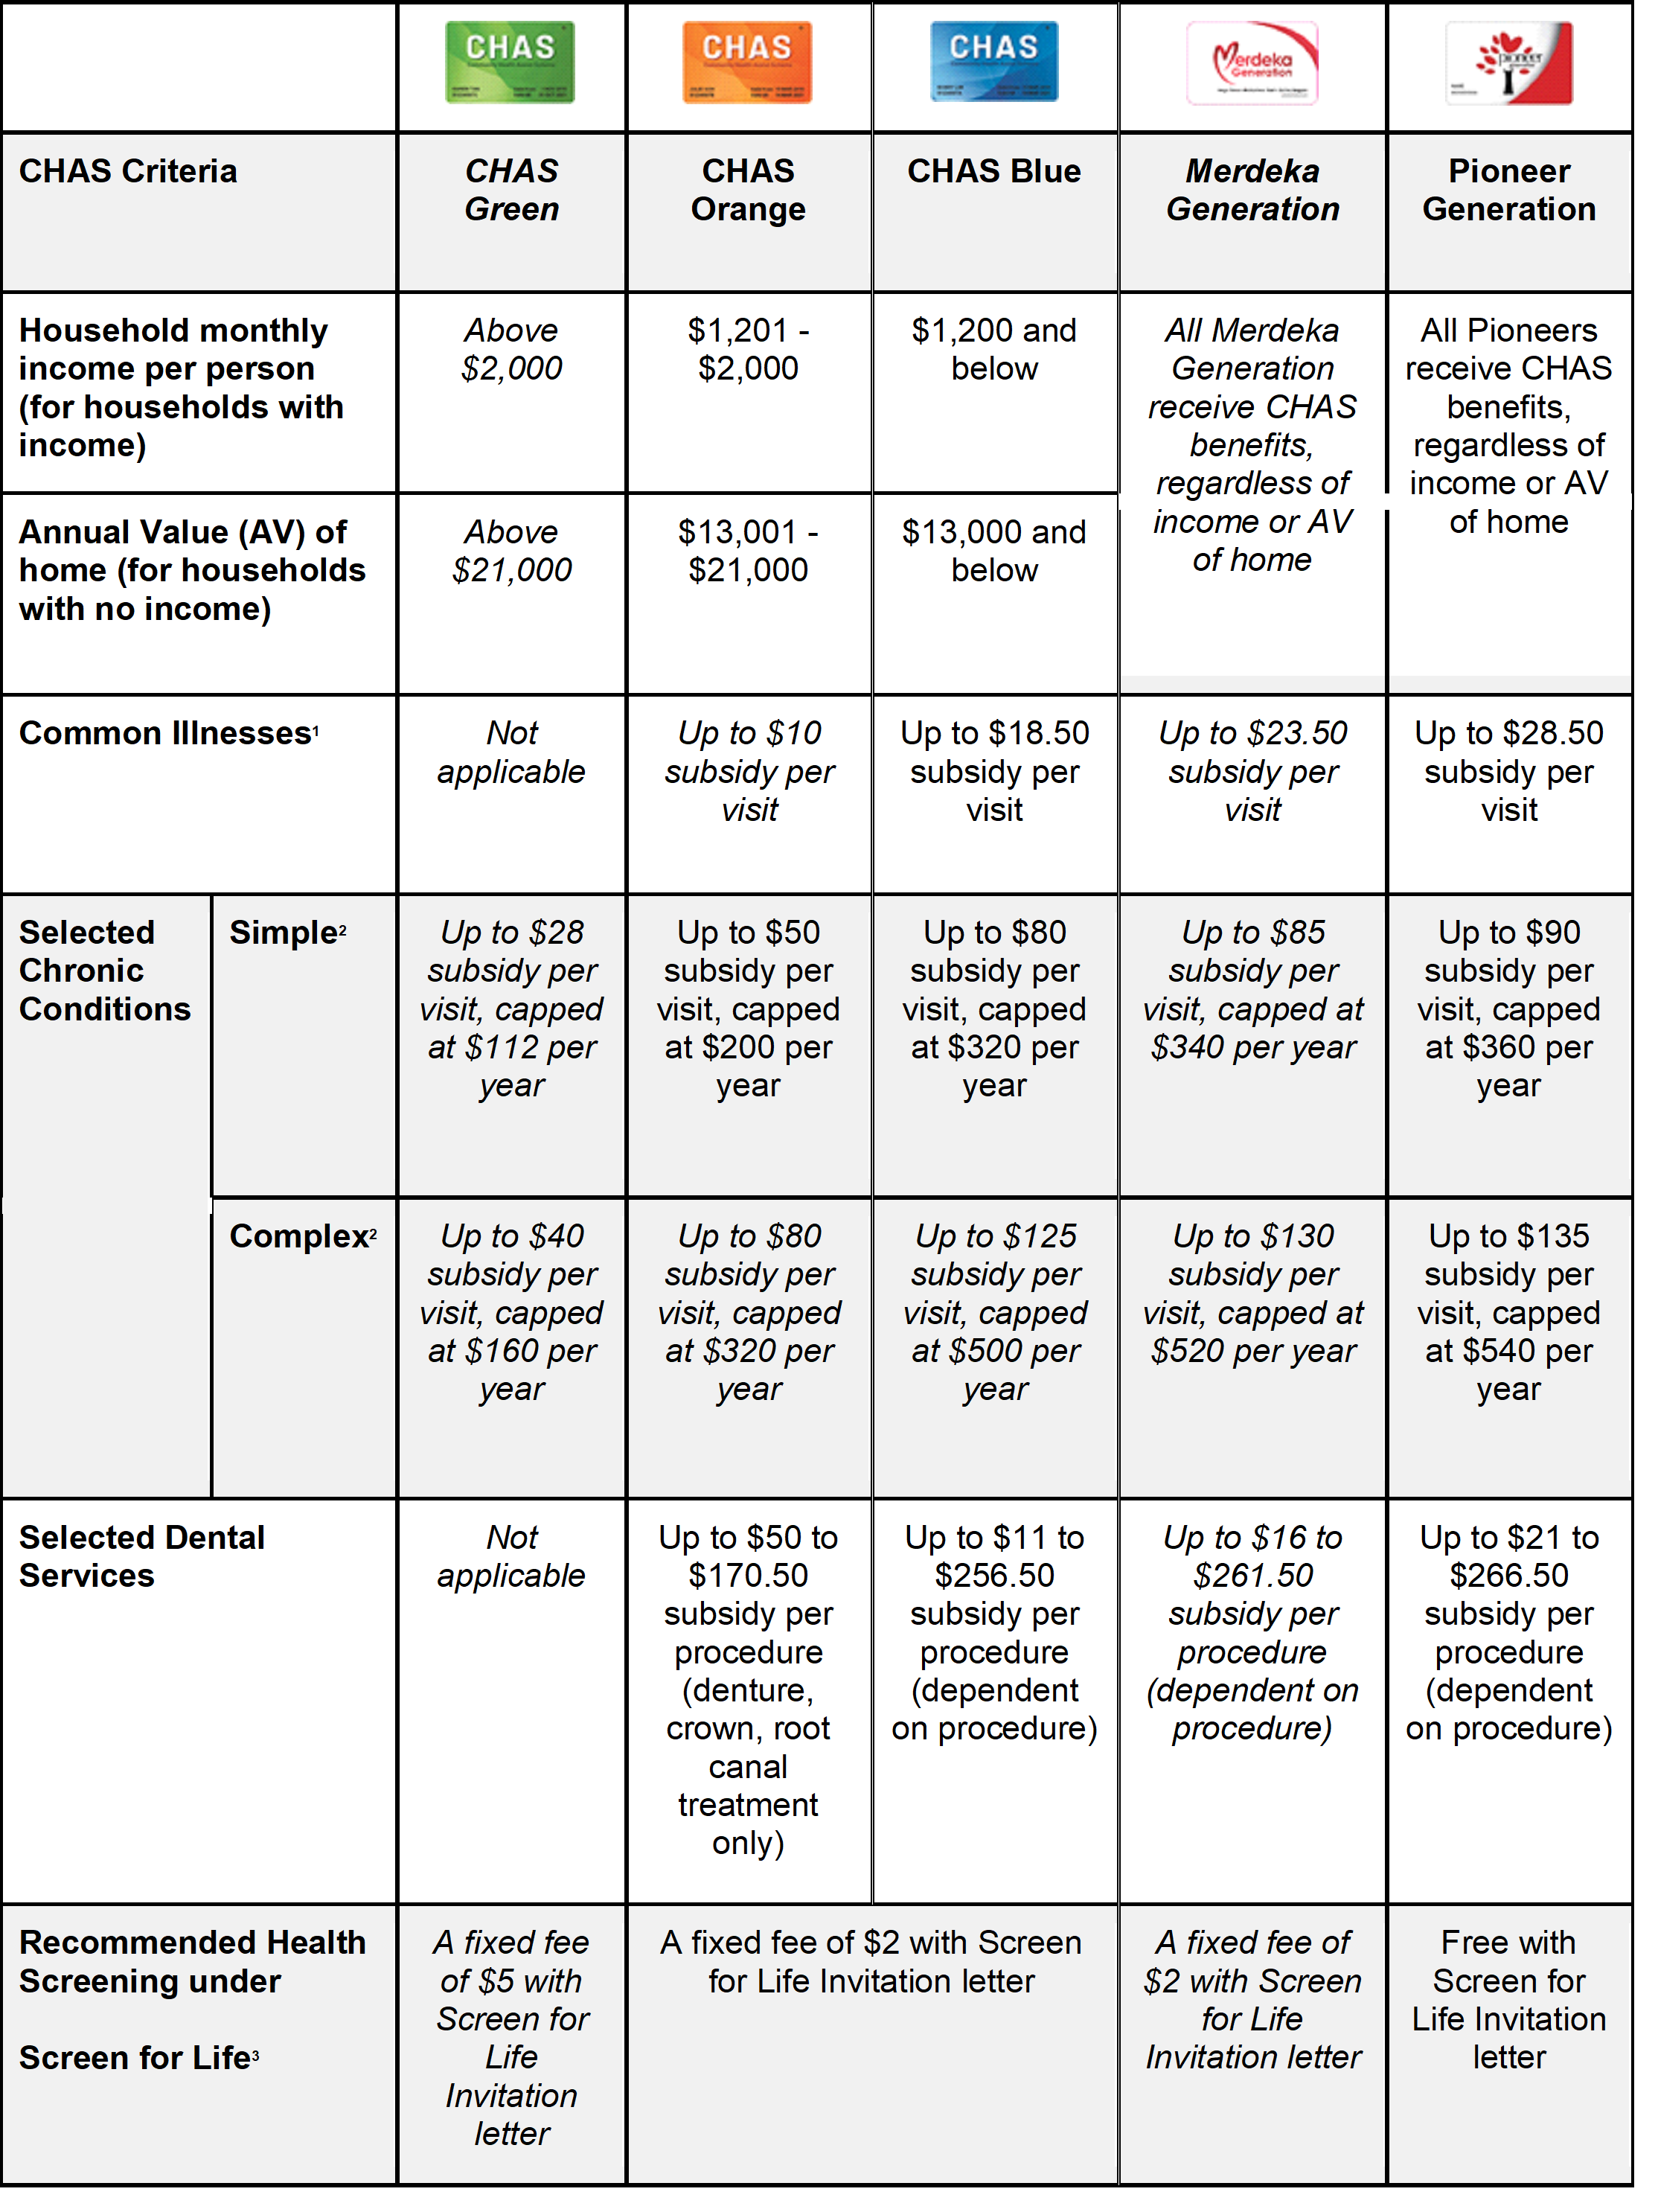 CHAS
CHAS
CHAS
Merdeka
Generation
pioneer
CHAS Criteria
CHAS
Green
CHAS
Orange
CHAS Blue
Merdeka
Generation
Pioneer
Generation
Household monthly
income per person
(for households with
income)
Above
$2,000
$1,201 -
$2,000
$1,200 and
below
All Merdeka
Generation
receive CHAS
benefits,
regardless of
income or AV
of home
All Pioneers
receive CHAS
benefits,
regardless of
income or AV
of home
Annual Value (AV) of
home (for households
with no income)
Above
$21,000
$13,001 -
$21,000
$13,000 and
below
Common Illnesses¹
Not
applicable
Up to $10
subsidy per
visit
Up to $18.50
subsidy per
visit
Up to $23.50
subsidy per
visit
Up to $28.50
subsidy per
visit
Selected
Chronic
Conditions
Simple²
Up to $28
subsidy per
visit, capped
at $112 per
year
Up to $50
subsidy per
visit, capped
at $200 per
year
Up to $80
subsidy per
visit, capped
at $320 per
year
Up to $85
subsidy per
visit, capped at
$340 per year
Up to $90
subsidy per
visit, capped
at $360 per
year
Complex²
Up to $40
subsidy per
visit, capped
at $160 per
year
Up to $80
subsidy per
visit, capped
at $320 per
year
Up to $125
subsidy per
visit, capped
at $500 per
year
Up to $130
subsidy per
visit, capped at
$520 per year
Up to $135
subsidy per
visit, capped
at $540 per
year
Selected Dental
Services
Not
applicable
Up to $50 to
$170.50
subsidy per
procedure
(denture,
crown, root
canal
treatment
only)
Up to $11 to
$256.50
subsidy per
procedure
(dependent
on procedure)
Up to $16 to
$261.50
subsidy per
procedure
(dependent on
procedure)
Up to $21 to
$266.50
subsidy per
procedure
(dependent
on procedure)
Recommended Health
Screening under
Screen for Life³
A fixed fee
of $5 with
Screen for
Life
Invitation
letter
A fixed fee of $2 with Screen
for Life Invitation letter
A fixed fee of
$2 with Screen
for Life
Invitation letter
Free with
Screen for
Life Invitation
letter